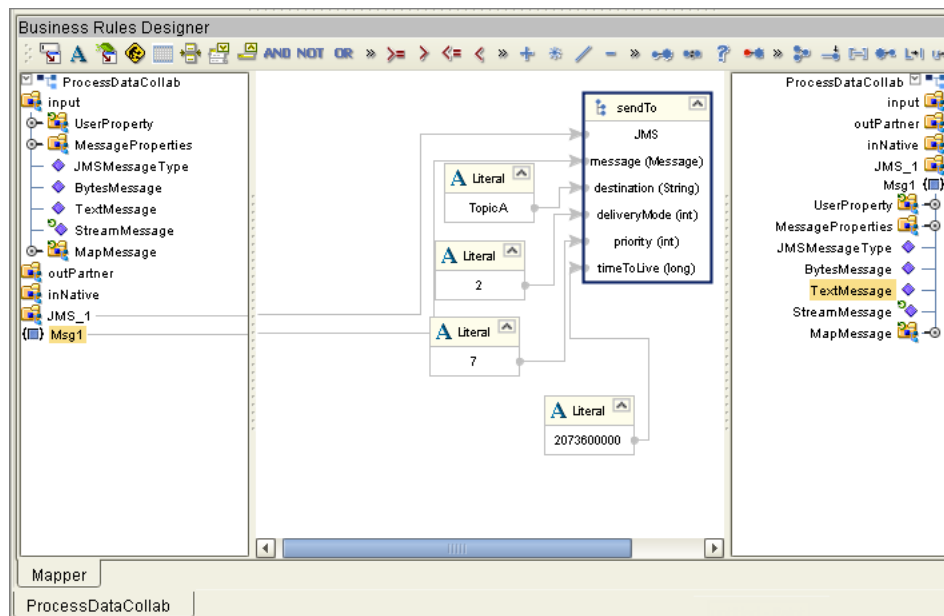 Business Rules Designer
A AND NOT OR » >= > <= < » + * / - » ? »
ProcessDataCollab
input
UserProperty
MessageProperties
JMSMessageType
BytesMessage
TextMessage
StreamMessage
MapMessage
outPartner
inNative
JMS_1
{} Msg1
sendTo
JMS
message (Message)
destination (String)
deliveryMode (int)
priority (int)
timeToLive (long)
A Literal
TopicA
A Literal
2
A Literal
7
A Literal
2073600000
ProcessDataCollab
input
outPartner
inNative
JMS_1
Msg1 {}
UserProperty
MessageProperties
JMSMessageType
BytesMessage
TextMessage
StreamMessage
MapMessage
Mapper
ProcessDataCollab